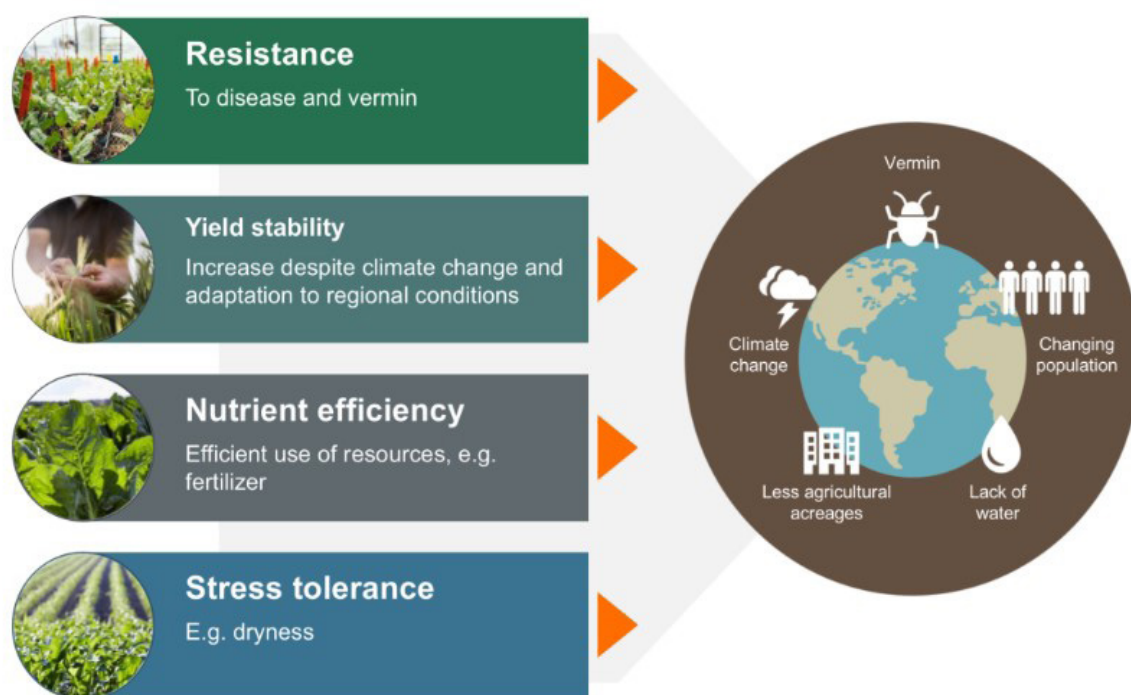 Resistance
To disease and vermin
Yield stability
Increase despite climate change and
adaptation to regional conditions
Nutrient efficiency
Efficient use of resources, e.g.
fertilizer
Stress tolerance
E.g. dryness
Vermin
Climate
change
Changing
population
Less agricultural
acreages
Lack of
water